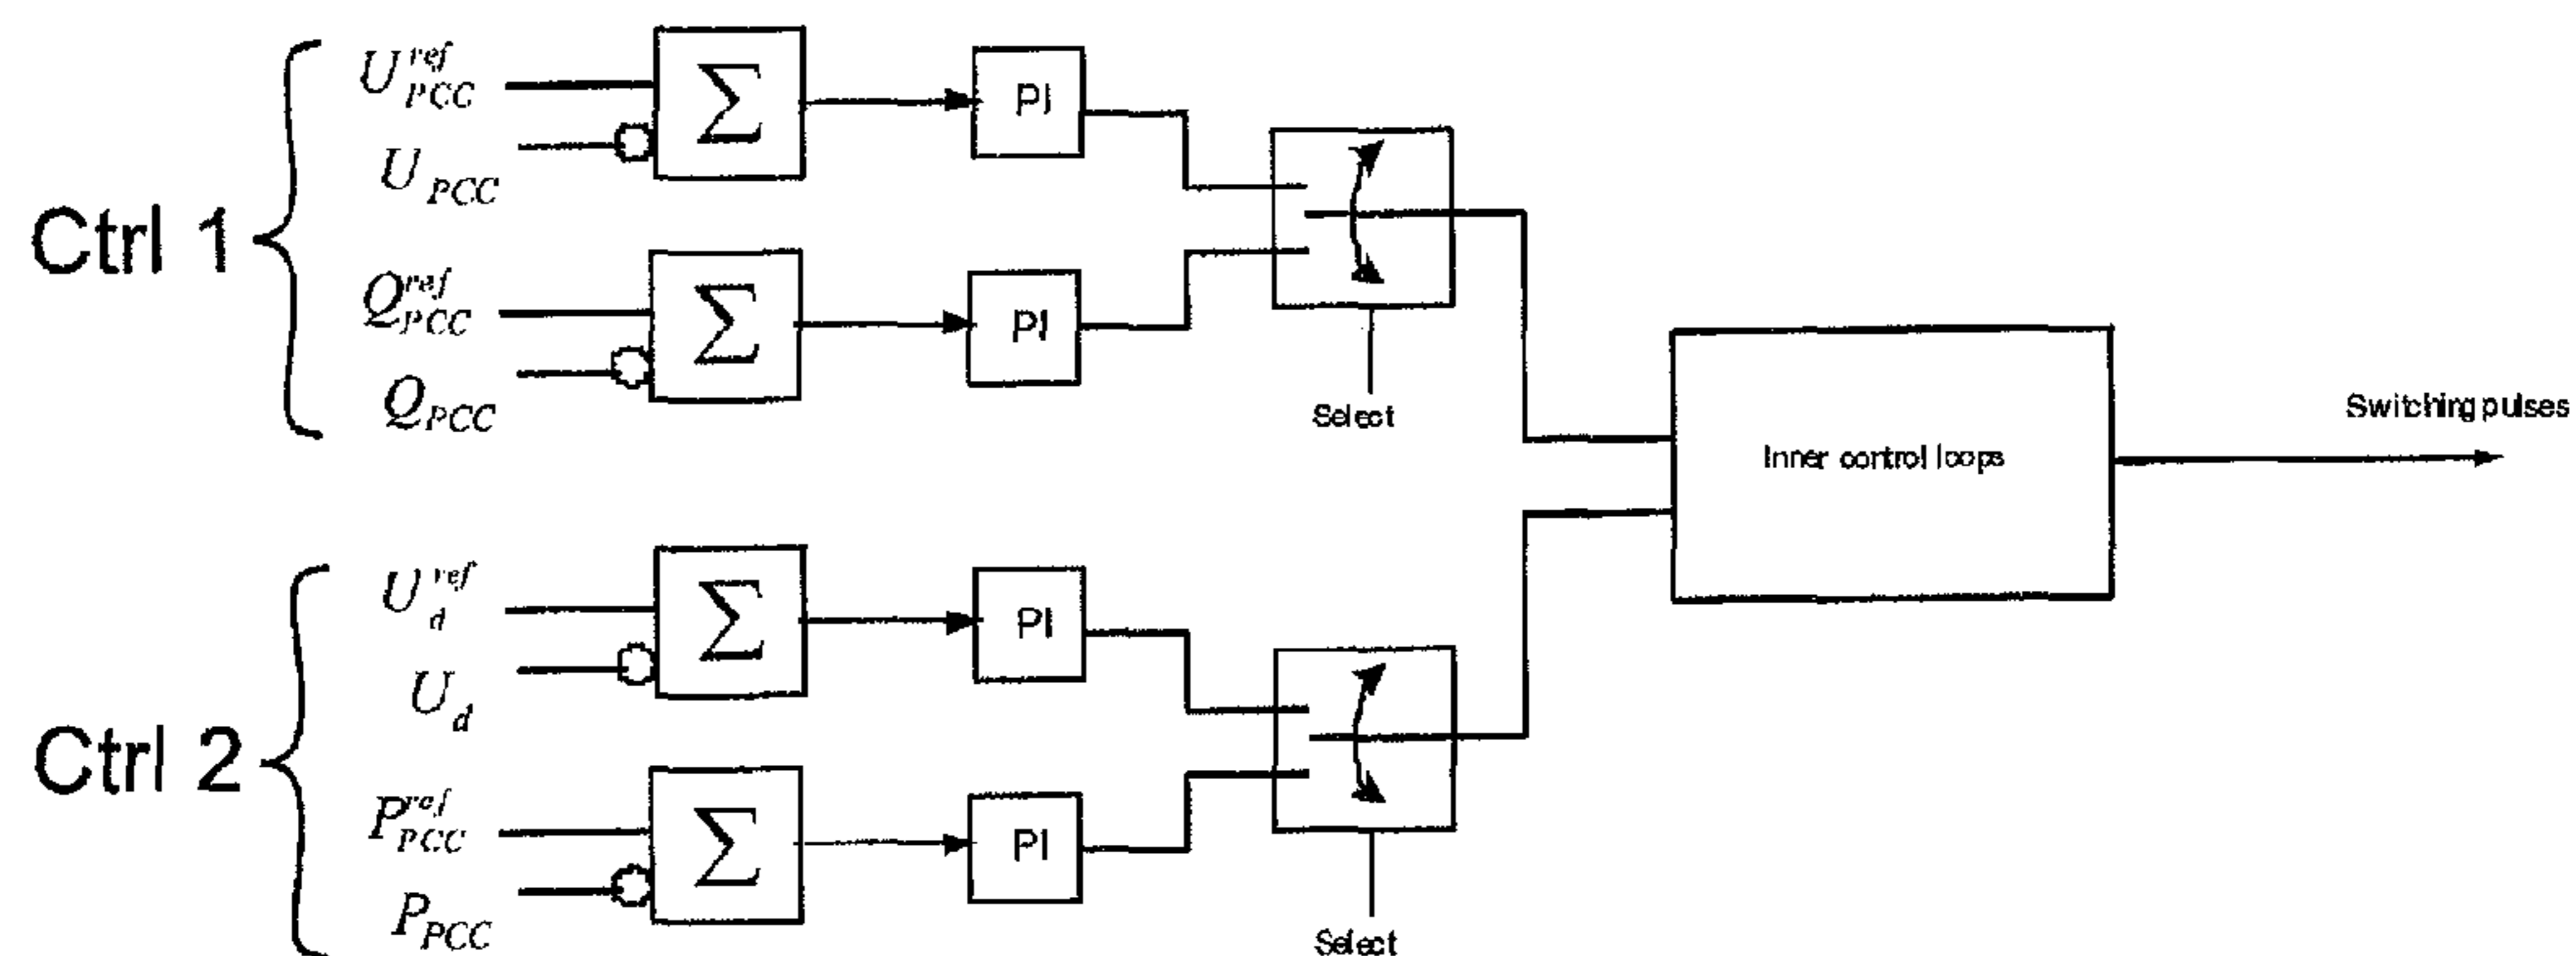 U_PCC^ref
Σ
PI
U_PCC
Ctrl 1
Q_PCC^ref
Σ
PI
Q_PCC
Select
Switching pulses
Inner control loops
U_d^ref
Σ
PI
U_d
Ctrl 2
P_PCC^ref
Σ
PI
P_PCC
Select